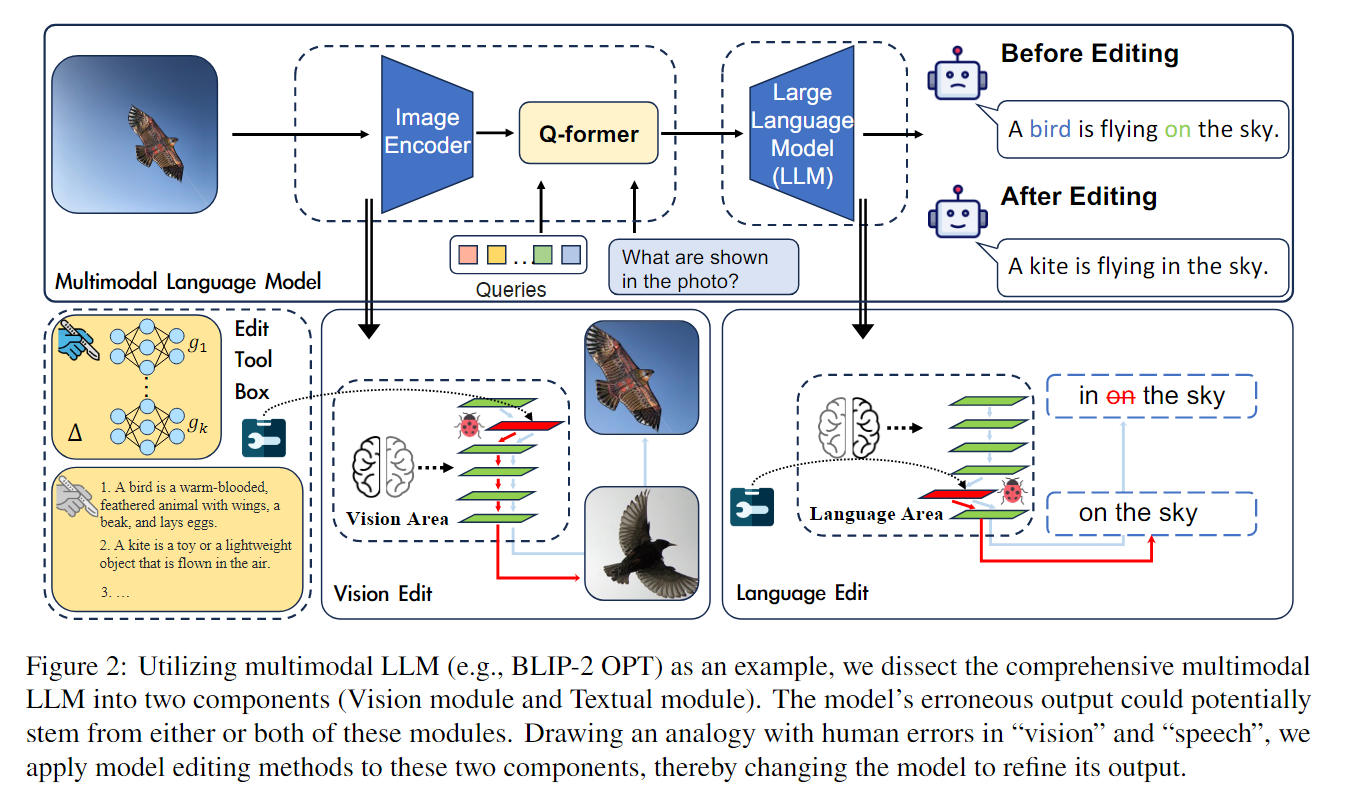 Before Editing
A bird is flying on the sky.
After Editing
A kite is flying in the sky.
Image
Encoder
Q-former
Large
Language
Model
(LLM)
Queries
What are shown
in the photo?
Multimodal Language Model
Edit
Tool
Box
g1
gk
Δ
1. A bird is a warm-blooded,
feathered animal with wings, a
beak, and lays eggs.
2. A kite is a toy or a lightweight
object that is flown in the air.
3. …
Vision Area
Vision Edit
Language Area
in on the sky
on the sky
Language Edit
Figure 2: Utilizing multimodal LLM (e.g., BLIP-2 OPT) as an example, we dissect the comprehensive multimodal
LLM into two components (Vision module and Textual module). The model’s erroneous output could potentially
stem from either or both of these modules. Drawing an analogy with human errors in “vision” and “speech”, we
apply model editing methods to these two components, thereby changing the model to refine its output.